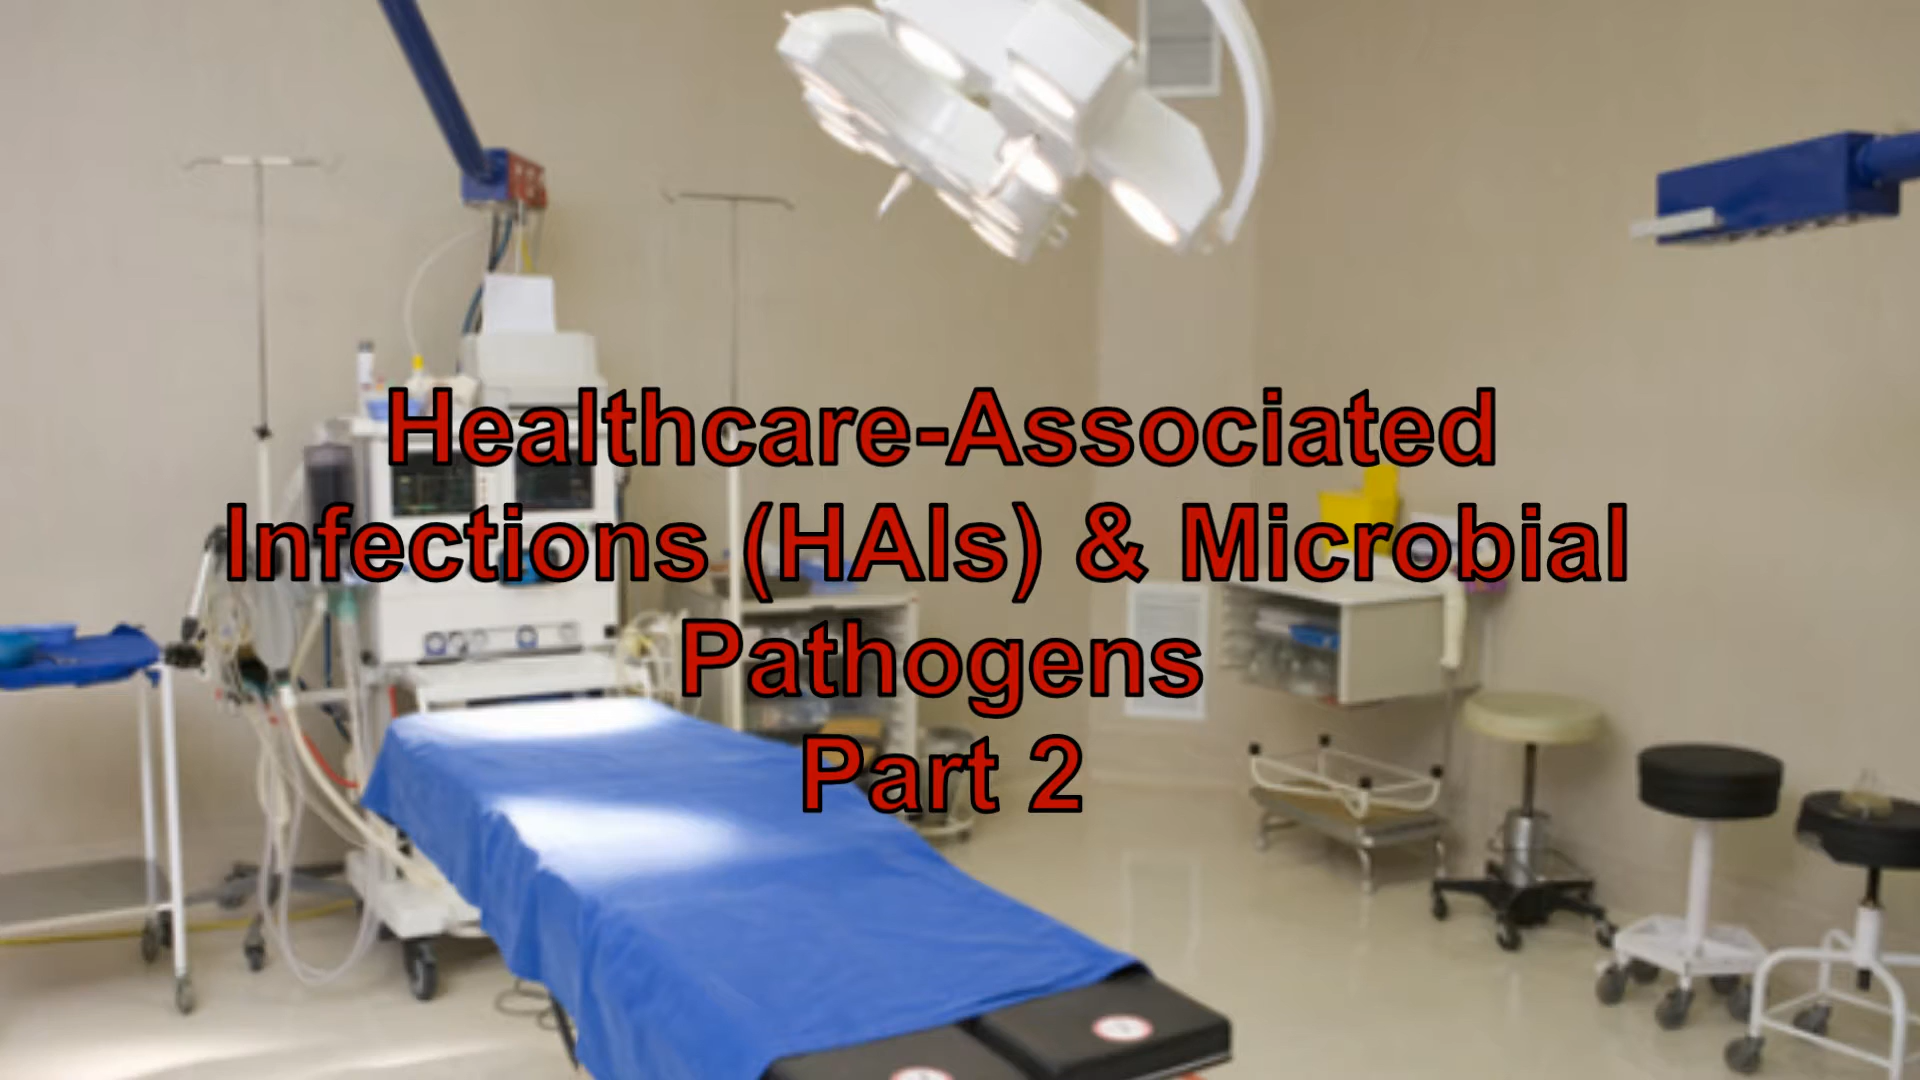 Healthcare-Associated
Infections (HAIs) & Microbial
Pathogens
Part 2